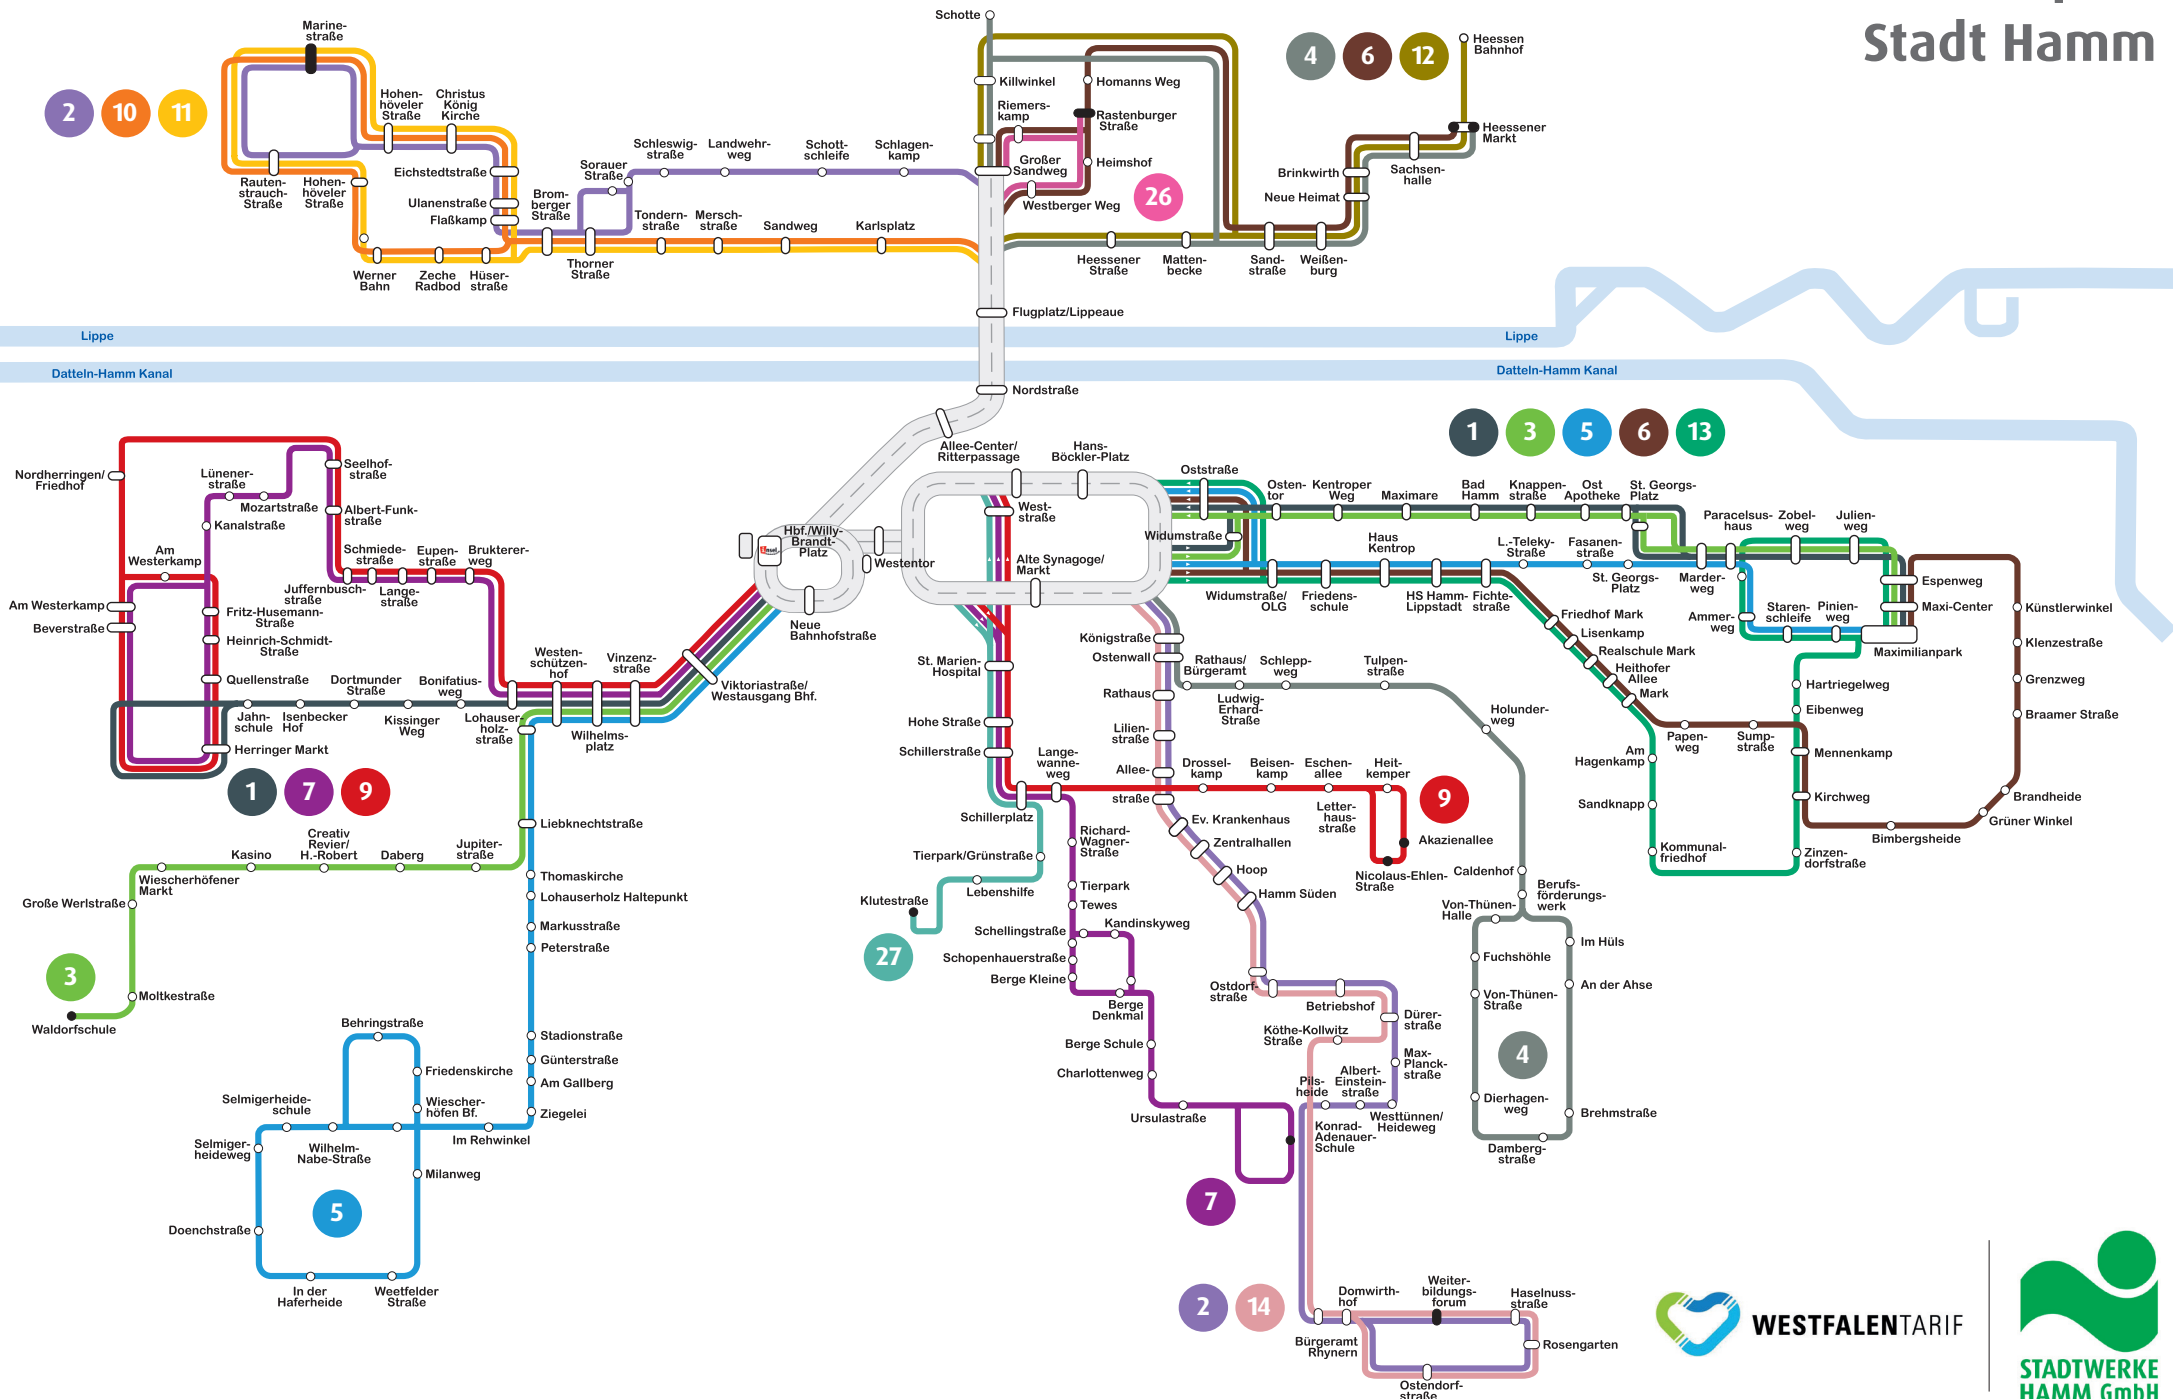 Stadt Hamm
Schotte
Marine-
straße
4
6
12
Heessen
Bahnhof
2
10
11
Hohen-
höveler
Straße
Christus
König
Kirche
Killwinkel
Homanns Weg
Riemers-
kamp
Rastenburger
Straße
Heessener
Markt
Schleswig-
straße
Landwehr-
weg
Schott-
schleife
Schlagen-
kamp
Sorauer
Straße
Großer
Sandweg
Heimshof
Eichstedtstraße
Brinkwirth
Sachsen-
halle
Rauten-
strauch-
Straße
Hohen-
höveler
Straße
Brom-
berger
Straße
Ulanenstraße
Flaßkamp
Westberger Weg
26
Neue Heimat
Tondern-
straße
Mersch-
straße
Sandweg
Karlsplatz
Werner
Bahn
Zeche
Radbod
Hüser-
straße
Thorner
Straße
Heessener
Straße
Matten-
becke
Sand-
straße
Weißen-
burg
Flugplatz/Lippeaue
Lippe
Lippe
Datteln-Hamm Kanal
Datteln-Hamm Kanal
Nordstraße
1
3
5
6
13
Allee-Center/
Ritterpassage
Hans-
Böckler-Platz
Nordherringen/
Friedhof
Lünener-
straße
Mozartstraße
Seelhof-
straße
Kanalstraße
Albert-Funk-
straße
Am
Westerkamp
Schmiede-
straße
Eupen-
straße
Brukterer-
weg
Juffernbusch-
straße
Lange-
straße
Am Westerkamp
Beverstraße
Fritz-Husemann-
Straße
Heinrich-Schmidt-
Straße
Quellenstraße
Hbf./Willy-
Brandt-
Platz
Insel
Westentor
Neue
Bahnhofstraße
West-
straße
Alte Synagoge/
Markt
Oststraße
Osten-
tor
Kentroper
Weg
Maximare
Bad
Hamm
Knappen-
straße
Ost
Apotheke
St. Georgs-
Platz
Widumstraße
Haus
Kentrop
L.-Teleky-
Straße
Fasanen-
straße
Paracelsus-
haus
Zobel-
weg
Julien-
weg
Widumstraße/
OLG
Friedens-
schule
HS Hamm-
Lippstadt
Fichte-
straße
St. Georgs-
Platz
Marder-
weg
Espenweg
Maxi-Center
Künstlerwinkel
Ammer-
weg
Staren-
schleife
Pinien-
weg
Maximilianpark
Klenzestraße
Friedhof Mark
Lisenkamp
Realschule Mark
Heithofer
Allee
Mark
Hartriegelweg
Grenzweg
Eibenweg
Braamer Straße
Westen-
schützen-
hof
Vinzenz-
straße
Viktoriastraße/
Westausgang Bhf.
Dortmunder
Straße
Bonifatius-
weg
Jahn-
schule
Isenbecker
Hof
Kissinger
Weg
Lohauser-
holz-
straße
Wilhelms-
platz
Herringer Markt
1
7
9
Königstraße
Ostenwall
St. Marien-
Hospital
Rathaus/
Bürgeramt
Schlepp-
weg
Tulpen-
straße
Rathaus
Ludwig-
Erhard-
Straße
Hohe Straße
Lilien-
straße
Holunder-
weg
Schillerstraße
Lange-
wanne-
weg
Allee-
straße
Drossel-
kamp
Beisen-
kamp
Eschen-
allee
Heit-
kemper
9
Papen-
weg
Sump-
straße
Mennenkamp
Am
Hagenkamp
Sandknapp
Kirchweg
Brandheide
Grüner Winkel
Bimbergsheide
Kommunal-
friedhof
Zinzen-
dorfstraße
Liebknechtstraße
Creativ
Revier/
H.-Robert
Kasino
Daberg
Jupiter-
straße
Wiescherhöfener
Markt
Große Werlstraße
Thomaskirche
Lohauserholz Haltepunkt
Markusstraße
Peterstraße
3
Moltkestraße
Waldorfschule
Schillerplatz
Richard-
Wagner-
Straße
Ev. Krankenhaus
Zentralhallen
Letter-
haus-
straße
Akazienallee
Nicolaus-Ehlen-
Straße
Tierpark/Grünstraße
Lebenshilfe
Tierpark
Hoop
Hamm Süden
Tewes
Klutestraße
27
Schellingstraße
Kandinskyweg
Schopenhauerstraße
Berge Kleine
Berge
Denkmal
Caldenhof
Berufs-
förderungs-
werk
Von-Thünen-
Halle
Im Hüls
Fuchshöhle
Von-Thünen-
Straße
An der Ahse
4
Dierhagen-
weg
Brehmstraße
Damberg-
straße
Ostdorf-
straße
Betriebshof
Dürer-
straße
Köthe-Kollwitz
Straße
Max-
Planck-
straße
Berge Schule
Charlottenweg
Ursulastraße
7
Pils-
heide
Albert-
Einstein-
straße
Westtünnen/
Heideweg
Konrad-
Adenauer-
Schule
Behringstraße
Stadionstraße
Günterstraße
Am Gallberg
Ziegelei
Friedenskirche
Selmigerheide-
schule
Wiescher-
höfen Bf.
Im Rehwinkel
Selmiger-
heideweg
Wilhelm-
Nabe-Straße
Milanweg
5
Doenchstraße
In der
Haferheide
Weetfelder
Straße
2
14
Domwirth-
hof
Weiter-
bildungs-
forum
Haselnuss-
straße
Bürgeramt
Rhynern
Rosengarten
Ostendorf-
straße
WESTFALENTARIF
STADTWERKE
HAMM GmbH